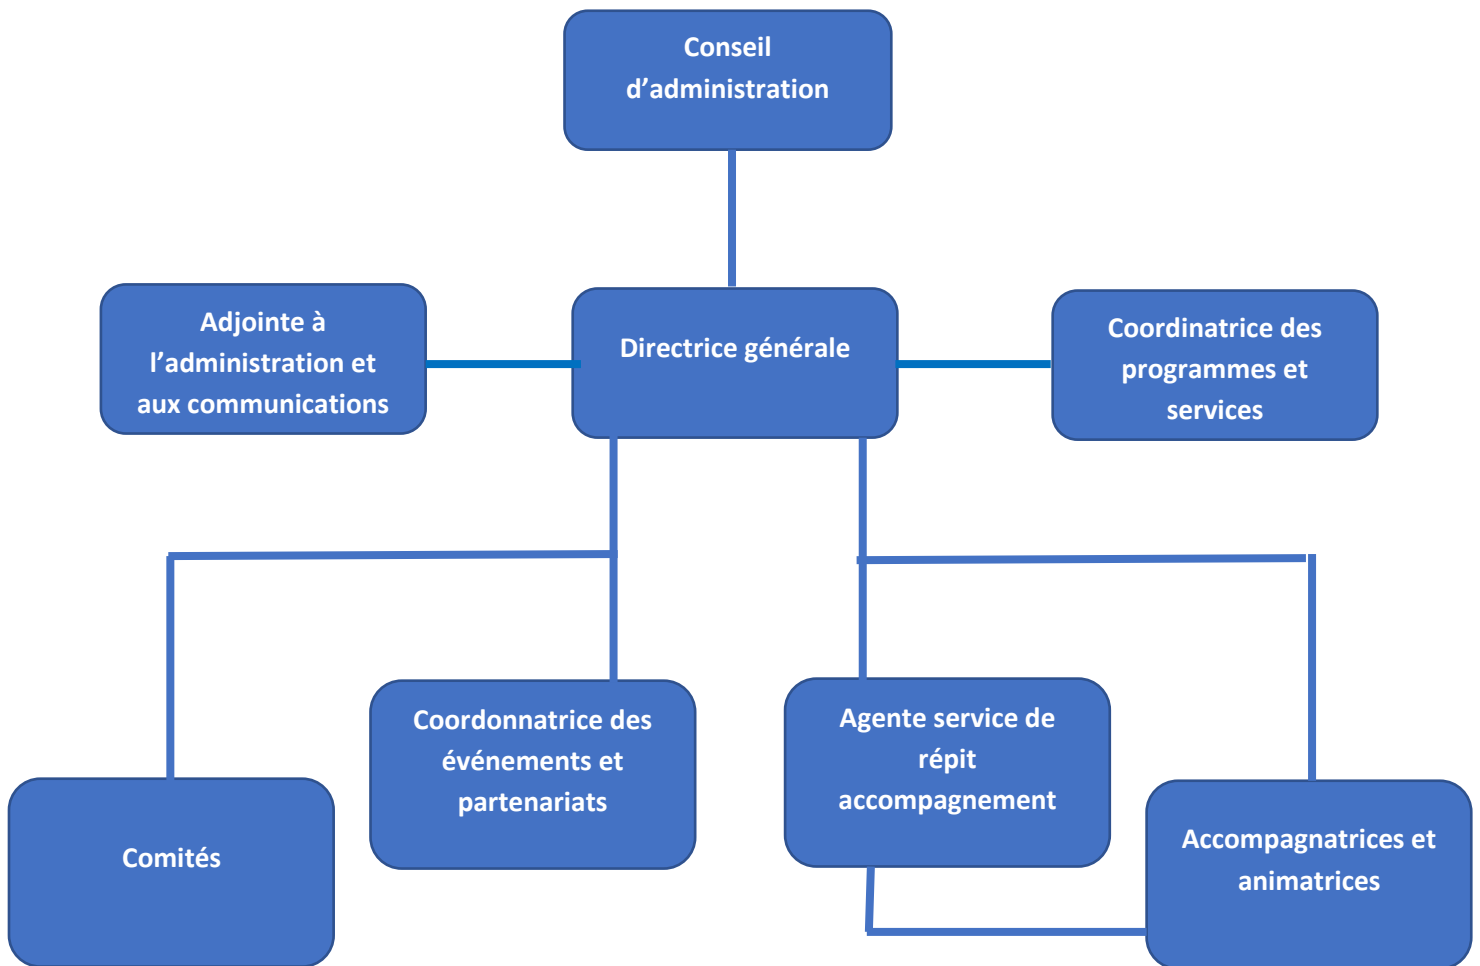 Conseil
d’administration
Adjointe à
l’administration et
aux communications
Directrice générale
Coordinatrice des
programmes et
services
Coordonnatrice des
événements et
partenariats
Agente service de
répit
accompagnement
Comités
Accompagnatrices et
animatrices